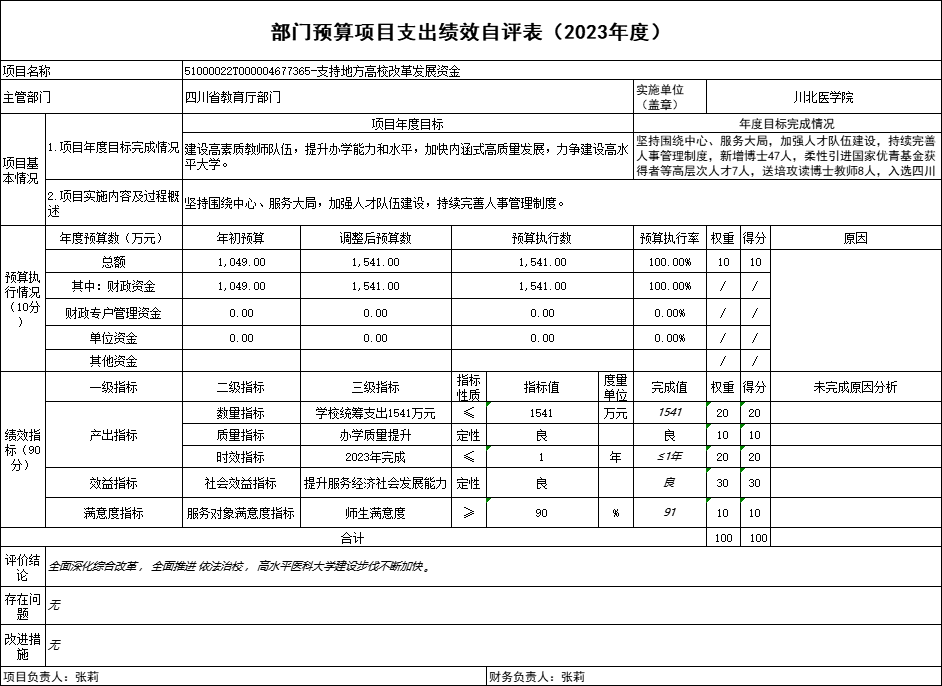 部门预算项目支出绩效自评表（2023年度）
项目名称 51000022T000004677365-支持地方高校改革发展资金
主管部门 四川省教育厅部门 实施单位（盖章） 川北医学院
项目基本情况 1.项目年度目标完成情况 项目年度目标 年度目标完成情况
建设高素质教师队伍，提升办学能力和水平，加快内涵式高质量发展，力争建设高水平大学。
坚持围绕中心、服务大局，加强人才队伍建设，持续完善
人事管理制度，新增博士47人，柔性引进国家优青基金获
得者等高层次人才7人，送培攻读博士教师8人，入选四川
2.项目实施内容及过程概述 坚持围绕中心、服务大局，加强人才队伍建设，持续完善人事管理制度。
预算执行情况（10分） 年度预算数（万元） 年初预算 调整后预算数 预算执行数 预算执行率 权重 得分 原因
总额 1,049.00 1,541.00 1,541.00 100.00% 10 10
其中：财政资金 1,049.00 1,541.00 1,541.00 100.00% / /
财政专户管理资金 0.00 0.00 0.00 0.00% / /
单位资金 0.00 0.00 0.00 0.00% / /
其他资金 / /
绩效指标（90分） 一级指标 二级指标 三级指标 指标性质 指标值 度量单位 完成值 权重 得分 未完成原因分析
产出指标 数量指标 学校统筹支出1541万元 ≤ 1541 万元 1541 20 20
质量指标 办学质量提升 定性 良 良 10 10
时效指标 2023年完成 ≤ 1 年 ≤1年 20 20
效益指标 社会效益指标 提升服务经济社会发展能力 定性 良 良 30 30
满意度指标 服务对象满意度指标 师生满意度 ≥ 90 % 91 10 10
合计 100 100
评价结论 全面深化综合改革，全面推进 依法治校，高水平医科大学建设步伐不断加快。
存在问题 无
改进措施 无
项目负责人：张莉 财务负责人：张莉